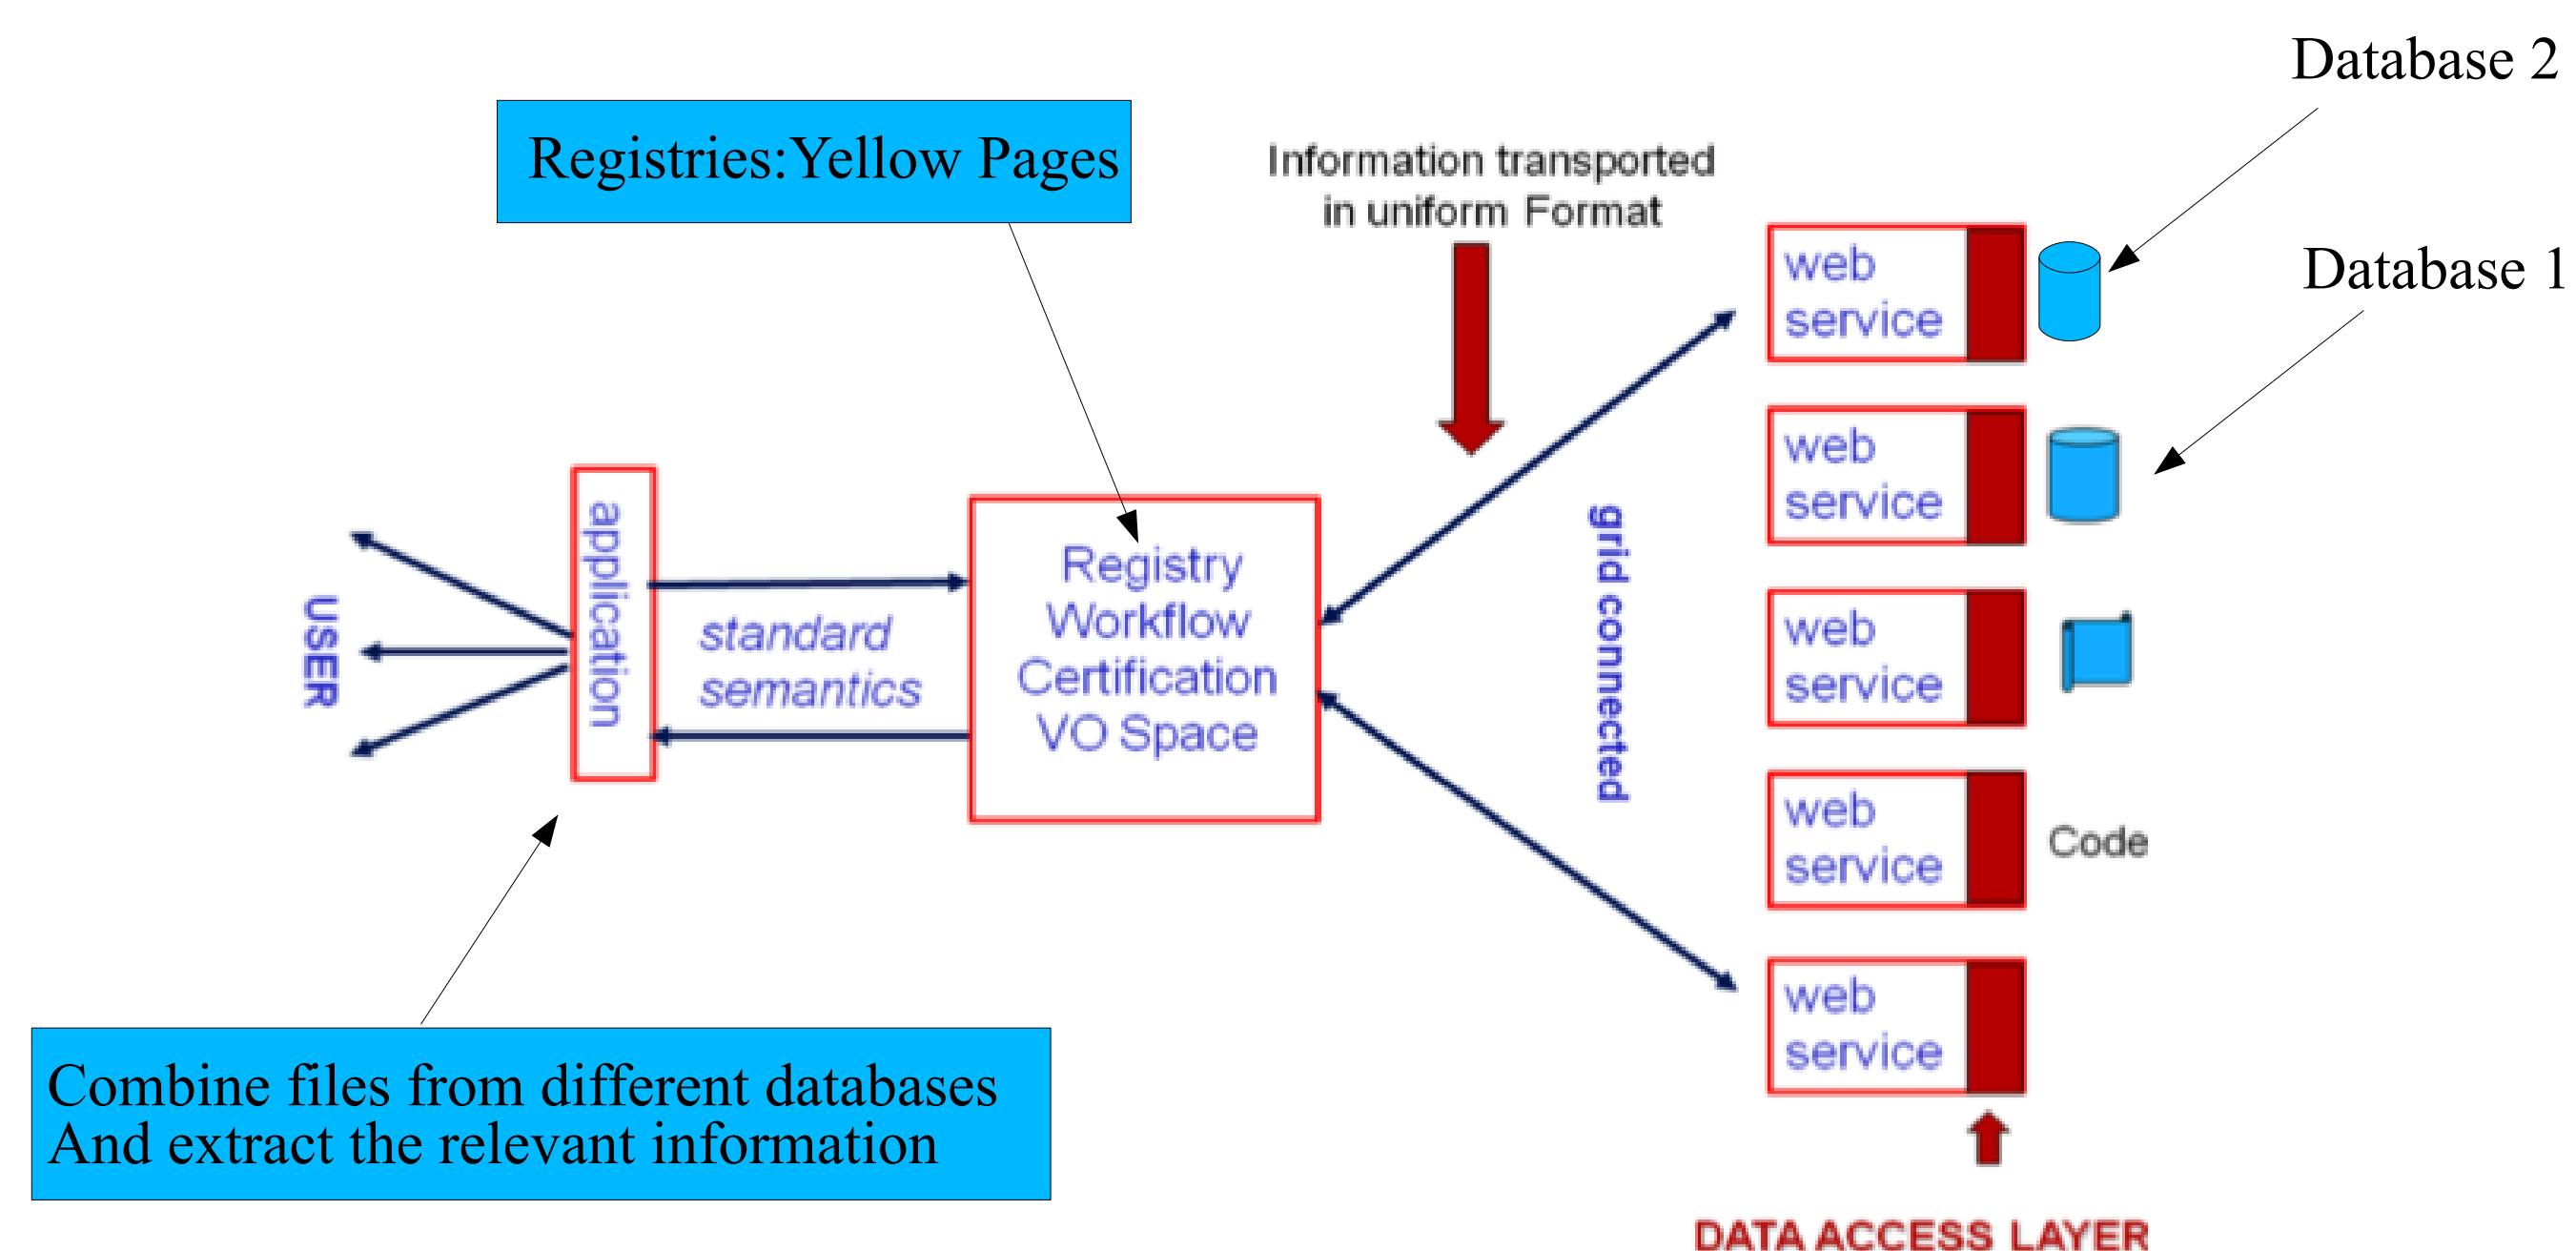 Database 2
Registries:Yellow Pages
Information transported
in uniform Format
Database 1
web
service
web
service
web
service
web
service
web
service
Code
grid connected
Registry
Workflow
Certification
VO Space
standard
semantics
application
USER
Combine files from different databases
And extract the relevant information
DATA ACCESS LAYER